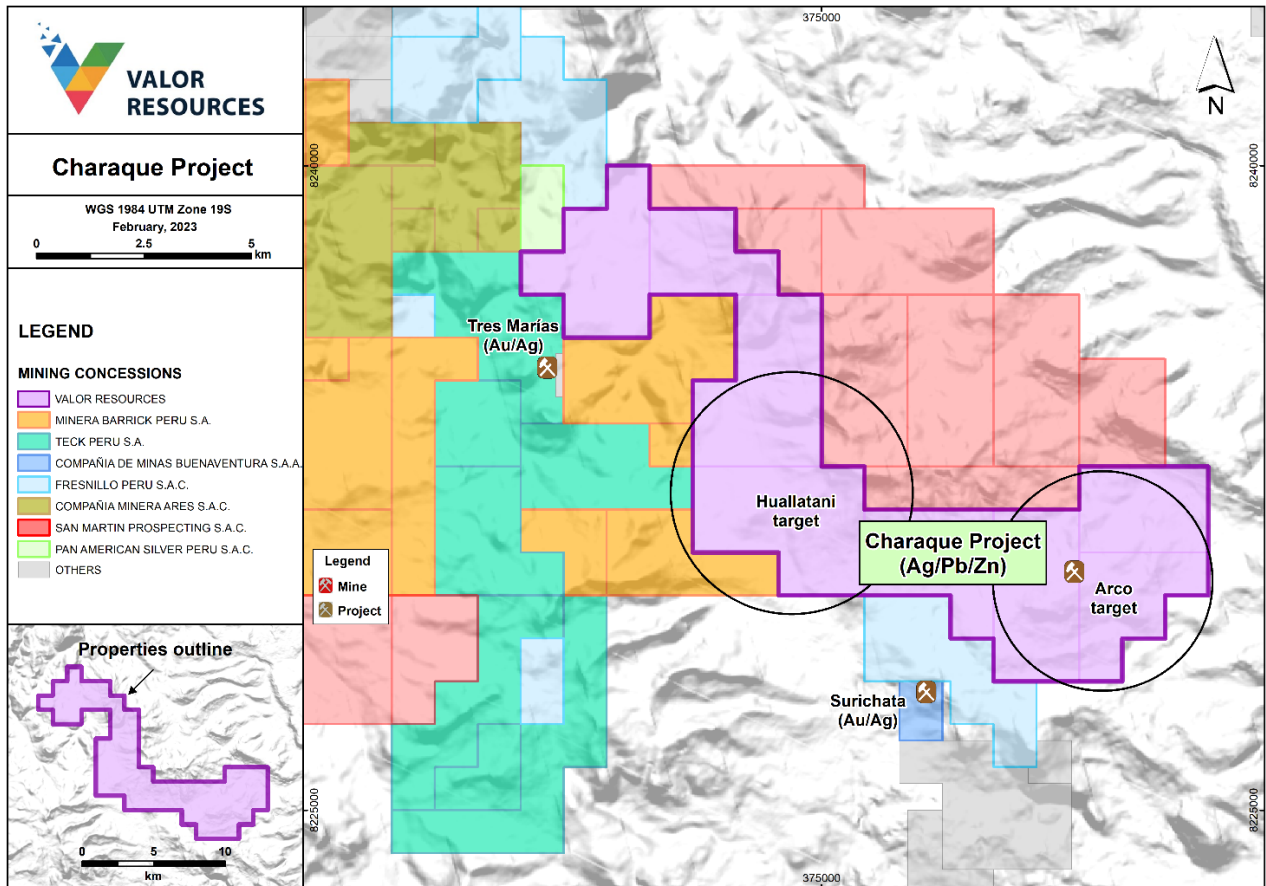 VALOR
RESOURCES
Charaque Project
WGS 1984 UTM Zone 19S
February, 2023
0 2.5 5
km
LEGEND
MINING CONCESSIONS
VALOR RESOURCES
MINERA BARRICK PERU S.A.
TECK PERU S.A.
COMPAÑIA DE MINAS BUENAVENTURA S.A.A.
FRESNILLO PERU S.A.C.
COMPAÑIA MINERA ARES S.A.C.
SAN MARTIN PROSPECTING S.A.C.
PAN AMERICAN SILVER PERU S.A.C.
OTHERS
Properties outline
0 5 10
km
375000
N
8240000
8240000
Tres Marías
(Au/Ag)
Huallatani
target
Charaque Project
(Ag/Pb/Zn)
Arco
target
Legend
Mine
Project
Surichata
(Au/Ag)
8225000
8225000
375000